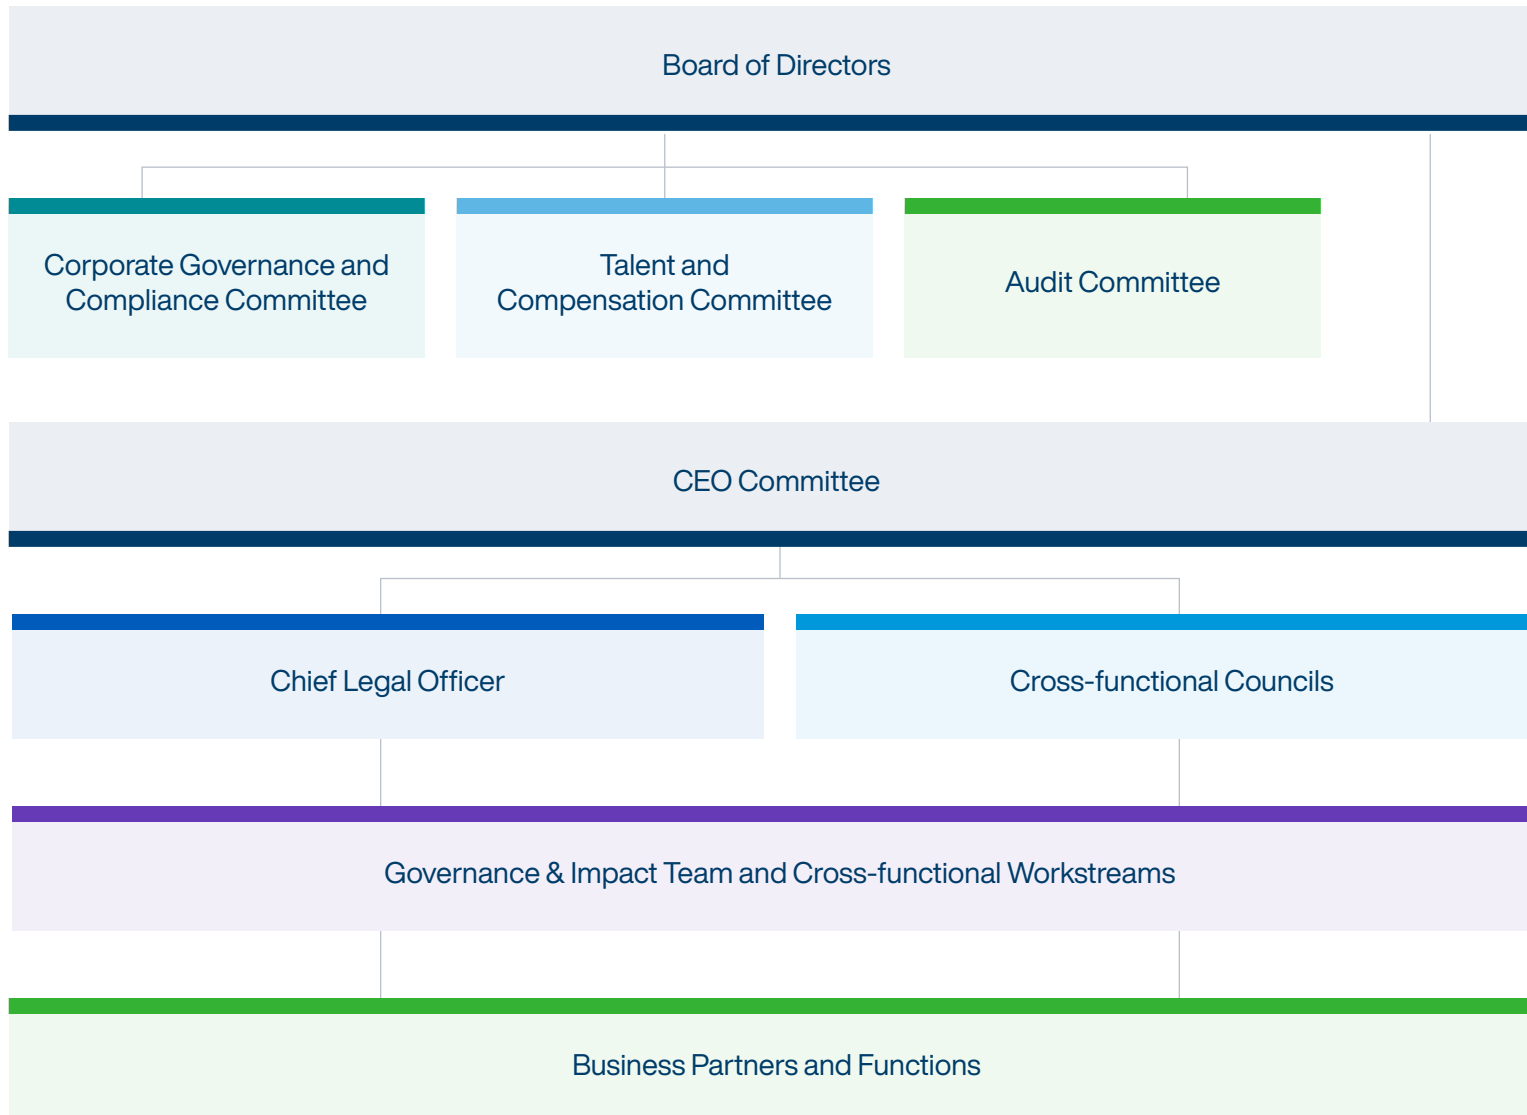 Board of Directors
Corporate Governance and
Compliance Committee
Talent and
Compensation Committee
Audit Committee
CEO Committee
Chief Legal Officer
Cross-functional Councils
Governance & Impact Team and Cross-functional Workstreams
Business Partners and Functions